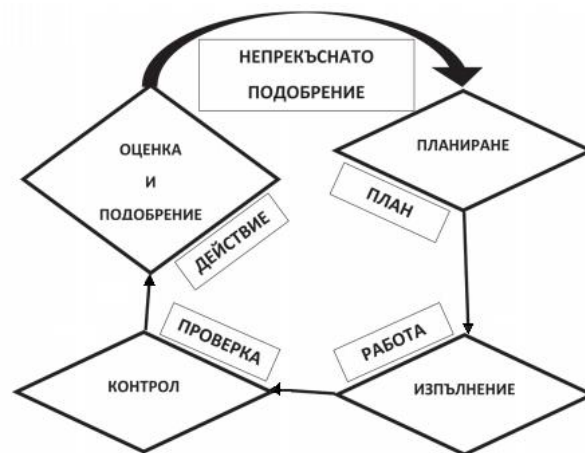 НЕПРЕКЪСНАТО
ПОДОБРЕНИЕ
ОЦЕНКА
И
ПОДОБРЕНИЕ
ПЛАНИРАНЕ
ПЛАН
ДЕЙСТВИЕ
ПРОВЕРКА
РАБОТА
КОНТРОЛ
ИЗПЪЛНЕНИЕ